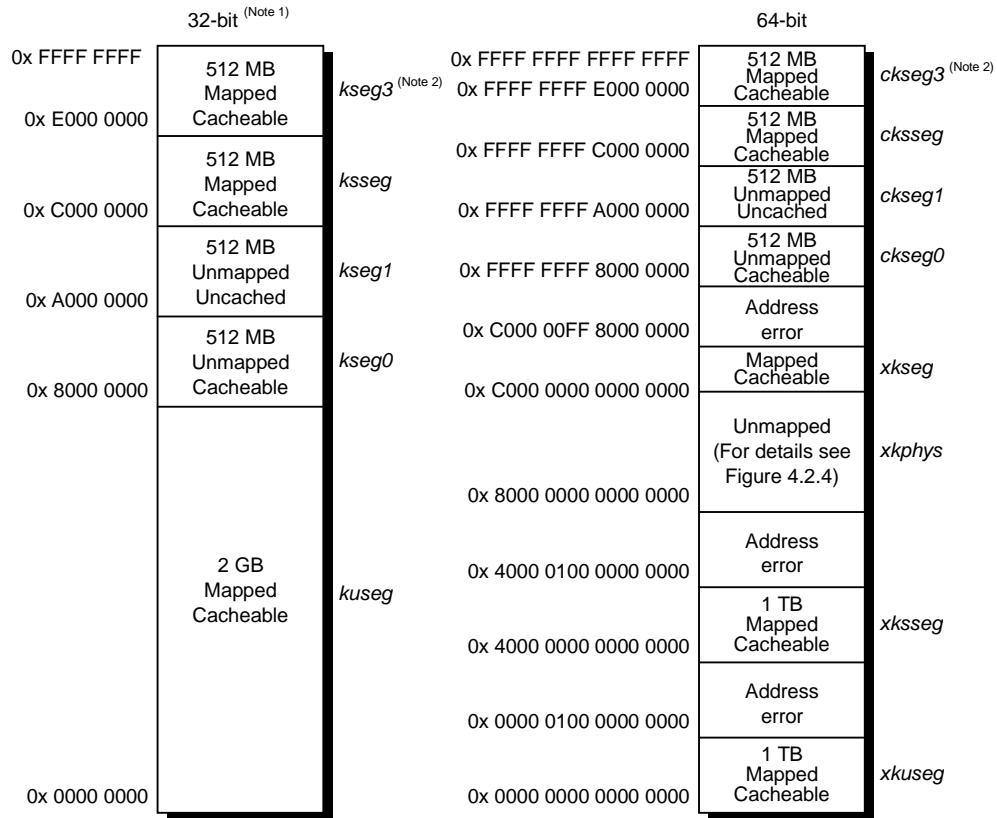 32-bit (Note 1)
0x FFFF FFFF
512 MB
Mapped
Cacheable
kseg3 (Note 2)
0x E000 0000
512 MB
Mapped
Cacheable
ksseg
0x C000 0000
512 MB
Unmapped
Uncached
kseg1
0x A000 0000
512 MB
Unmapped
Cacheable
kseg0
0x 8000 0000
2 GB
Mapped
Cacheable
kuseg
0x 0000 0000
64-bit
0x FFFF FFFF FFFF FFFF
512 MB
Mapped
Cacheable
ckseg3 (Note 2)
0x FFFF FFFF E000 0000
512 MB
Mapped
Cacheable
cksseg
0x FFFF FFFF C000 0000
512 MB
Unmapped
Uncached
ckseg1
0x FFFF FFFF A000 0000
512 MB
Unmapped
Cacheable
ckseg0
0x FFFF FFFF 8000 0000
Address
error
0x C000 00FF 8000 0000
Mapped
Cacheable
xkseg
0x C000 0000 0000 0000
Unmapped
(For details see
Figure 4.2.4)
xkphys
0x 8000 0000 0000 0000
Address
error
0x 4000 0100 0000 0000
1 TB
Mapped
Cacheable
xksseg
0x 4000 0000 0000 0000
Address
error
0x 0000 0100 0000 0000
1 TB
Mapped
Cacheable
xkuseg
0x 0000 0000 0000 0000